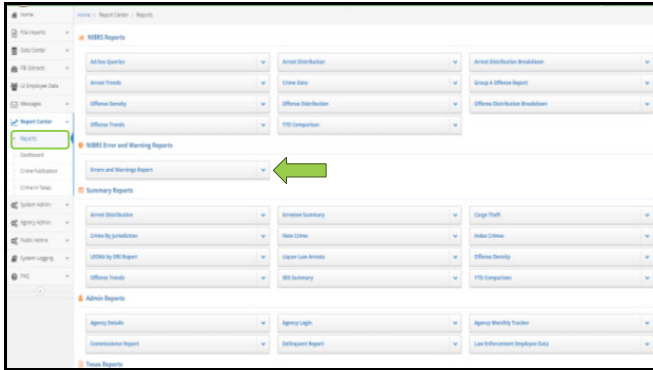 Home
Home / Report Center / Reports
File Imports
NIBRS Reports
Data Center
Ad-hoc Queries
Arrest Distribution
Arrest Distribution Breakdown
FBI Extracts
Arrest Trends
Crime Data
Group A Offense Report
LE Employee Data
Messages
Offense Density
Offense Distribution
Offense Distribution Breakdown
Report Center
Offense Trends
YTD Comparison
Reports
NIBRS Error and Warning Reports
Dashboard
Crime Publication
Errors and Warnings Report
Crime In Texas
Summary Reports
System Admin
Arrest Distribution
Arrestee Summary
Cargo Theft
Agency Admin
Crime By Jurisdiction
Hate Crime
Index Crimes
Public Admin
System Logging
LEOKA by ORI Report
Liquor Law Arrests
Offense Density
FAQ
Offense Trends
SRS Summary
YTD Comparison
Admin Reports
Agency Details
Agency Login
Agency Monthly Tracker
Commissioner Report
Delinquent Report
Law Enforcement Employee Data
Texas Reports